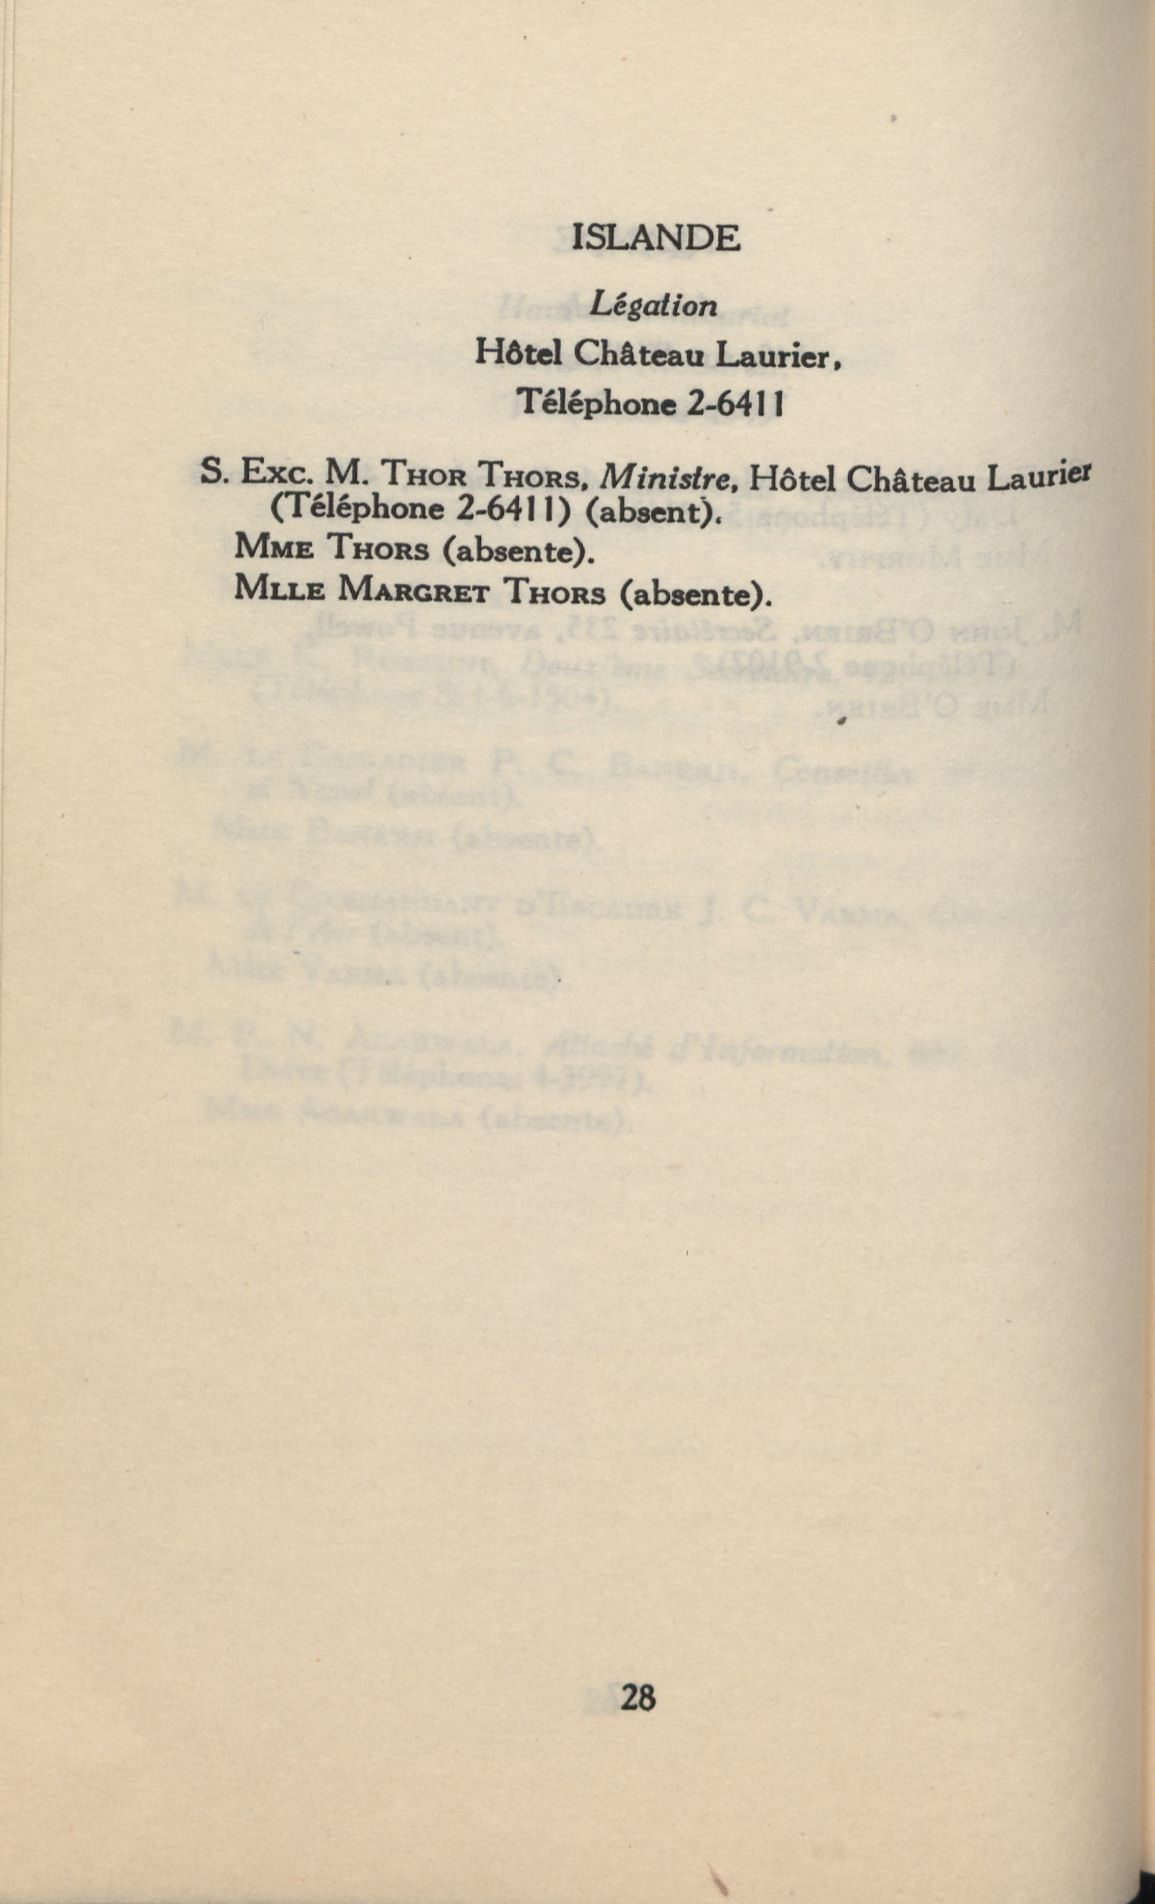 ISLANDE
Légation
Hôtel Château Laurier,
Téléphone 2-6411
S. Exc. M. Thor Thors, Ministre, Hôtel Château Laurier
(Téléphone 2-6411) (absent).
Mme Thors (absente).
Mlle Margret Thors (absente).
28